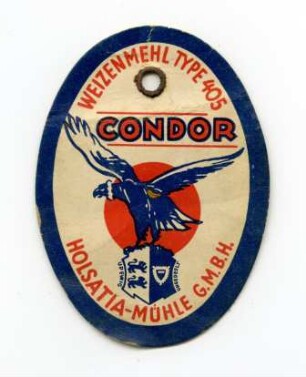 WEIZENMEHL TYPE 405
CONDOR
HOLSATIA-MÜHLE G.M.B.H.